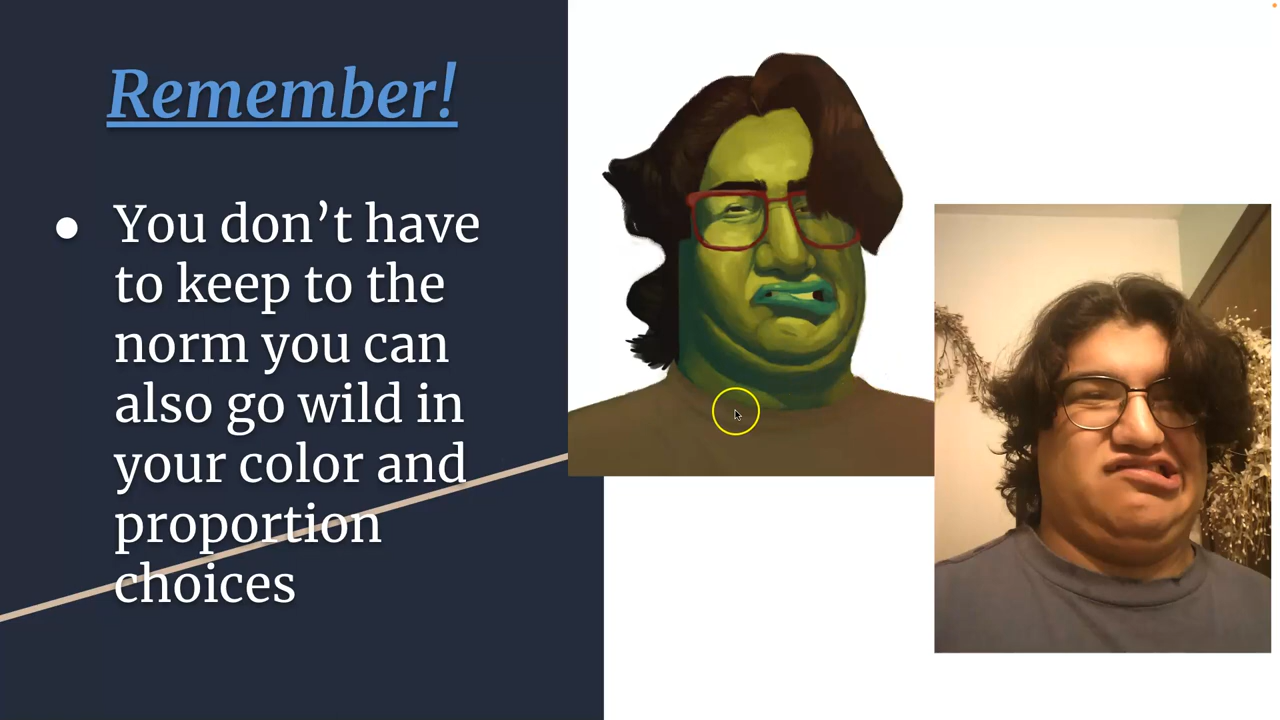 Remember!
● You don’t have
to keep to the
norm you can
also go wild in
your color and
proportion
choices